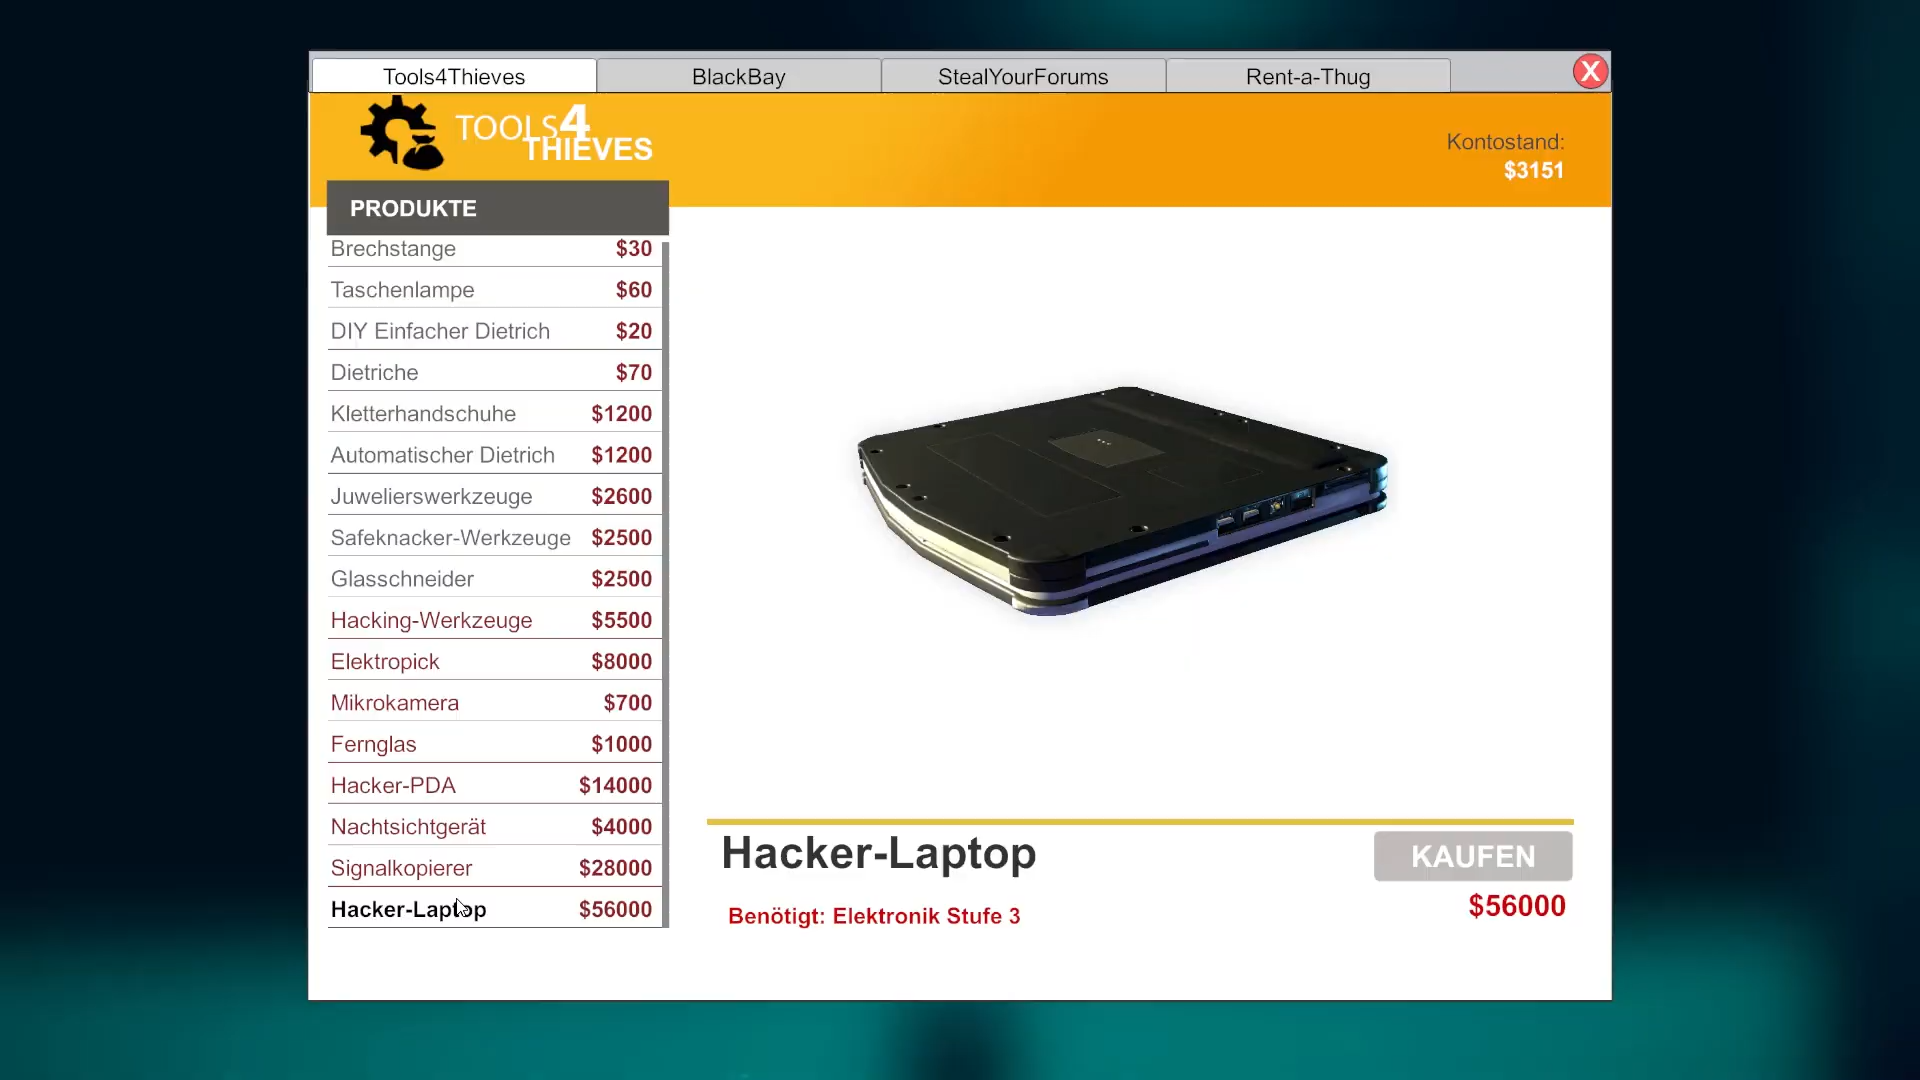 Tools4Thieves BlackBay StealYourForums Rent-a-Thug X
TOOLS4
THIEVES
Kontostand:
$3151
PRODUKTE
Brechstange $30
Taschenlampe $60
DIY Einfacher Dietrich $20
Dietriche $70
Kletterhandschuhe $1200
Automatischer Dietrich $1200
Juwelierswerkzeuge $2600
Safeknacker-Werkzeuge $2500
Glasschneider $2500
Hacking-Werkzeuge $5500
Elektropick $8000
Mikrokamera $700
Fernglas $1000
Hacker-PDA $14000
Nachtsichtgerät $4000
Signalkopierer $28000
Hacker-Laptop $56000
Hacker-Laptop
KAUFEN
$56000
Benötigt: Elektronik Stufe 3